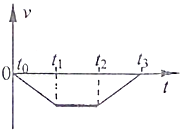 v
t₀ t₁ t₂ t₃
0 t